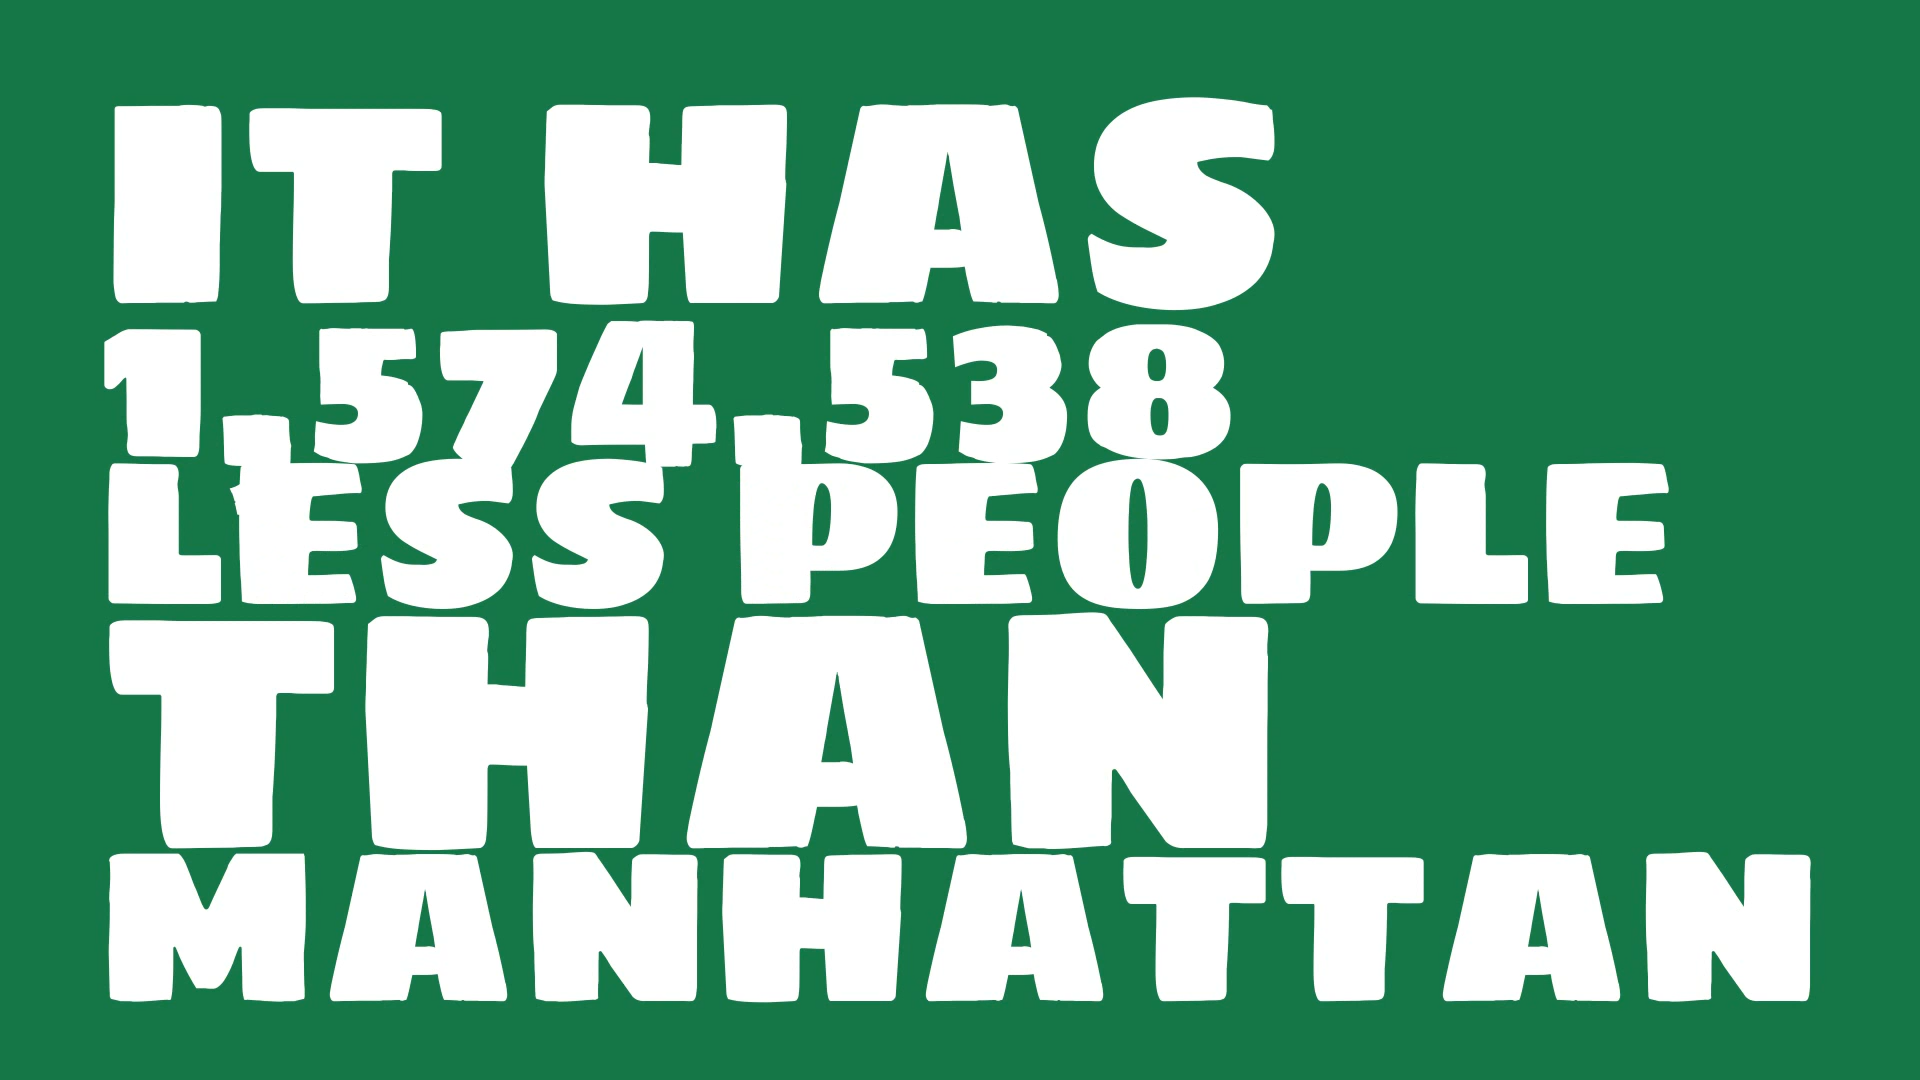 IT HAS
1,574,538
LESS PEOPLE
THAN
MANHATTAN